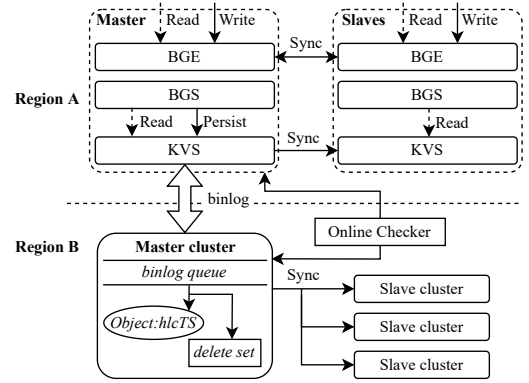 Master
Slaves
Read
Write
Read
Write
BGE
Sync
BGE
Region A
BGS
BGS
Read
Persist
Read
KVS
Sync
KVS
binlog
Region B
Online Checker
Master cluster
binlog queue
Sync
Object:hlcTS
delete set
Slave cluster
Slave cluster
Slave cluster